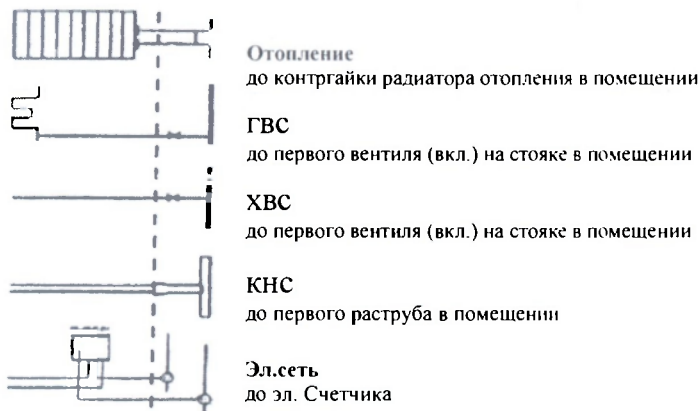 Отопление
до контргайки радиатора отопления в помещении
ГВС
до первого вентиля (вкл.) на стояке в помещении
ХВС
до первого вентиля (вкл.) на стояке в помещении
КНС
до первого раструба в помещении
Эл.сеть
до эл. Счетчика